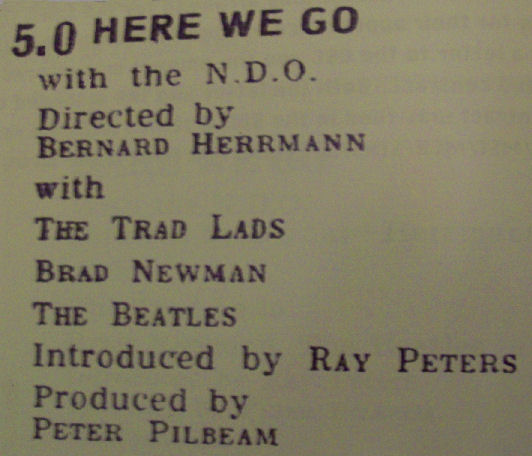 5.0 HERE WE GO
with the N.D.O.
Directed by
BERNARD HERRMANN
with
THE TRAD LADS
BRAD NEWMAN
THE BEATLES
Introduced by RAY PETERS
Produced by
PETER PILBEAM